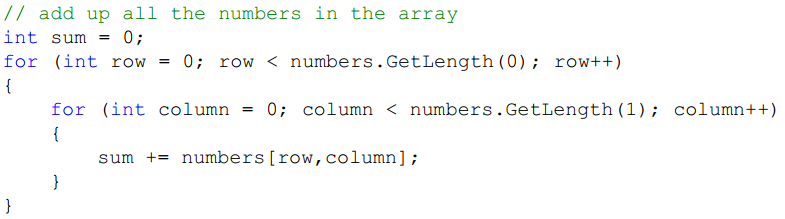 // add up all the numbers in the array
int sum = 0;
for (int row = 0; row < numbers.GetLength(0); row++)
{
    for (int column = 0; column < numbers.GetLength(1); column++)
    {
        sum += numbers[row,column];
    }
}